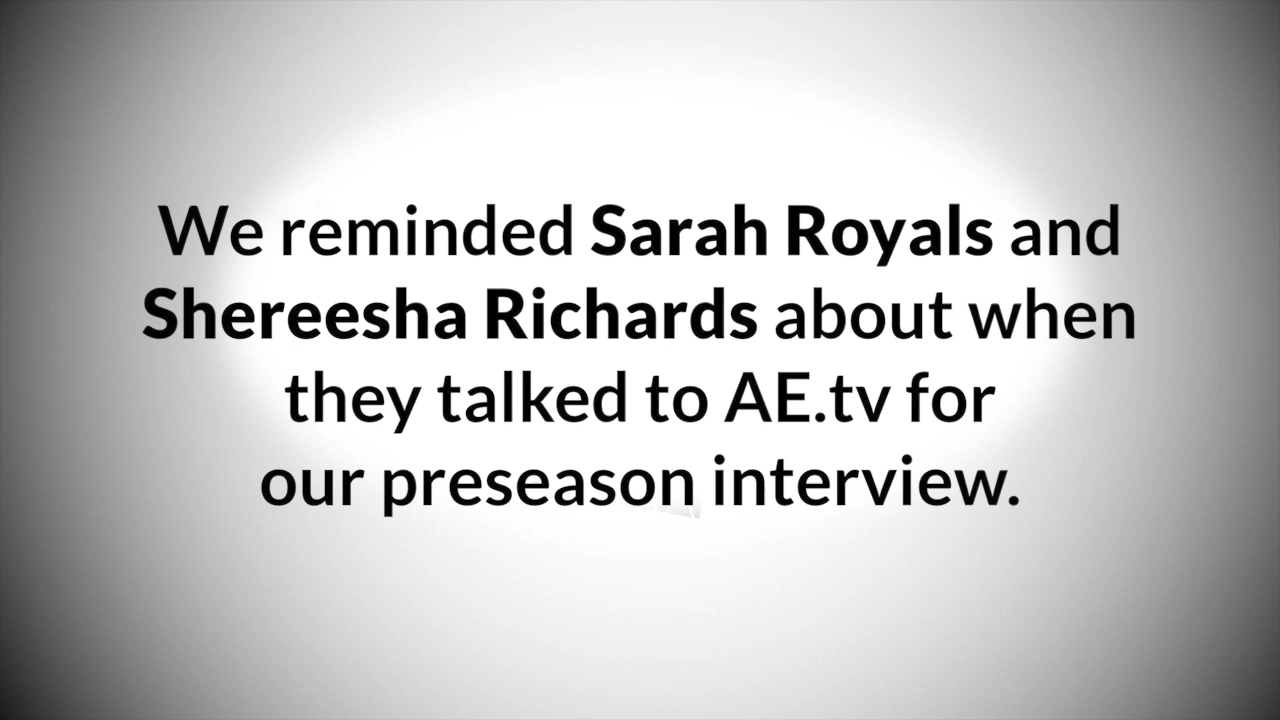 We reminded Sarah Royals and
Shereesha Richards about when
they talked to AE.tv for
our preseason interview.